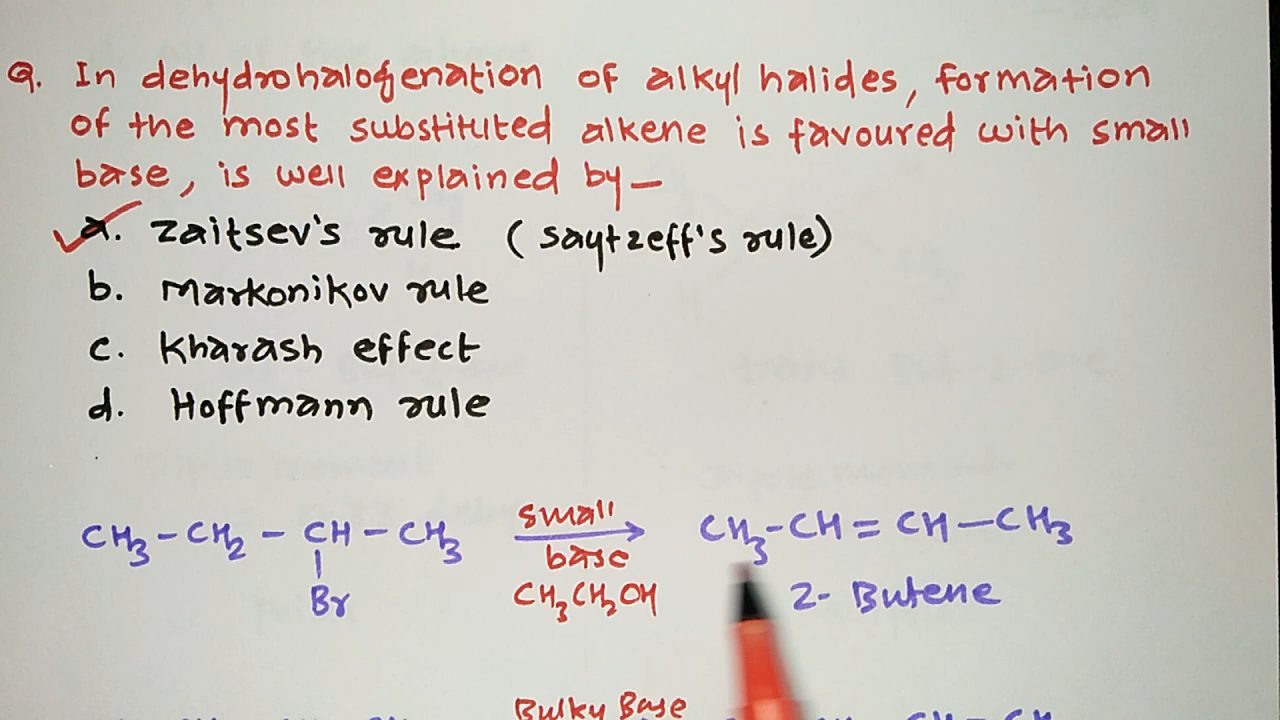 Q. In dehydrohalogenation of alkyl halides, formation
of the most substituted alkene is favoured with small
base, is well explained by —
a. Zaitsev's rule (Saytzeff's rule)
b. Markonikov rule
c. Kharash effect
d. Hoffmann rule
CH3-CH2-CH-CH3 small CH3-CH=CH-CH3
Br base
CH3CH2OH 2-Butene
Bulky Base